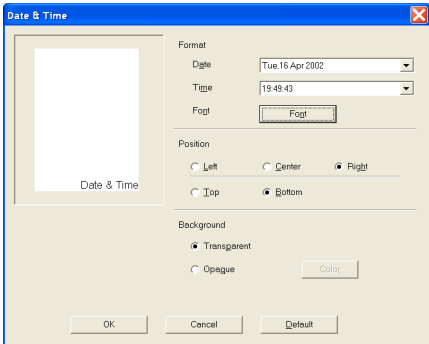 Date & Time
Format
Date Tue,16 Apr 2002
Time 19:49:43
Font Font
Date & Time
Position
Left Center Right
Top Bottom
Background
Transparent
Opaque Color
OK Cancel Default